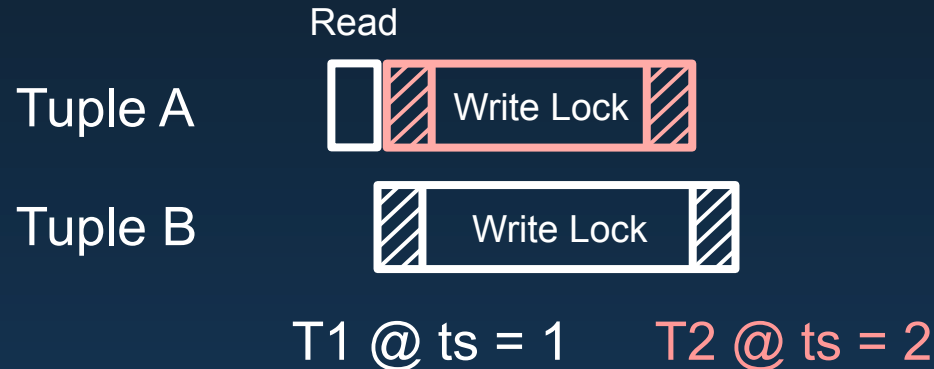 Read
Tuple A
Write Lock
Tuple B
Write Lock
T1 @ ts = 1
T2 @ ts = 2